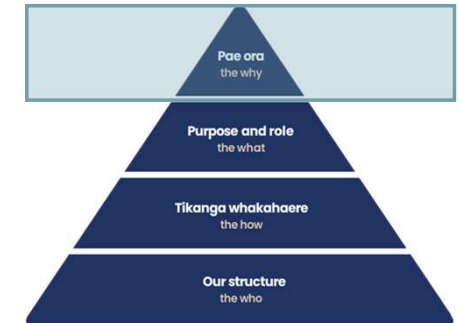 Pae ora
the why
Purpose and role
the what
Tikanga whakahaere
the how
Our structure
the who